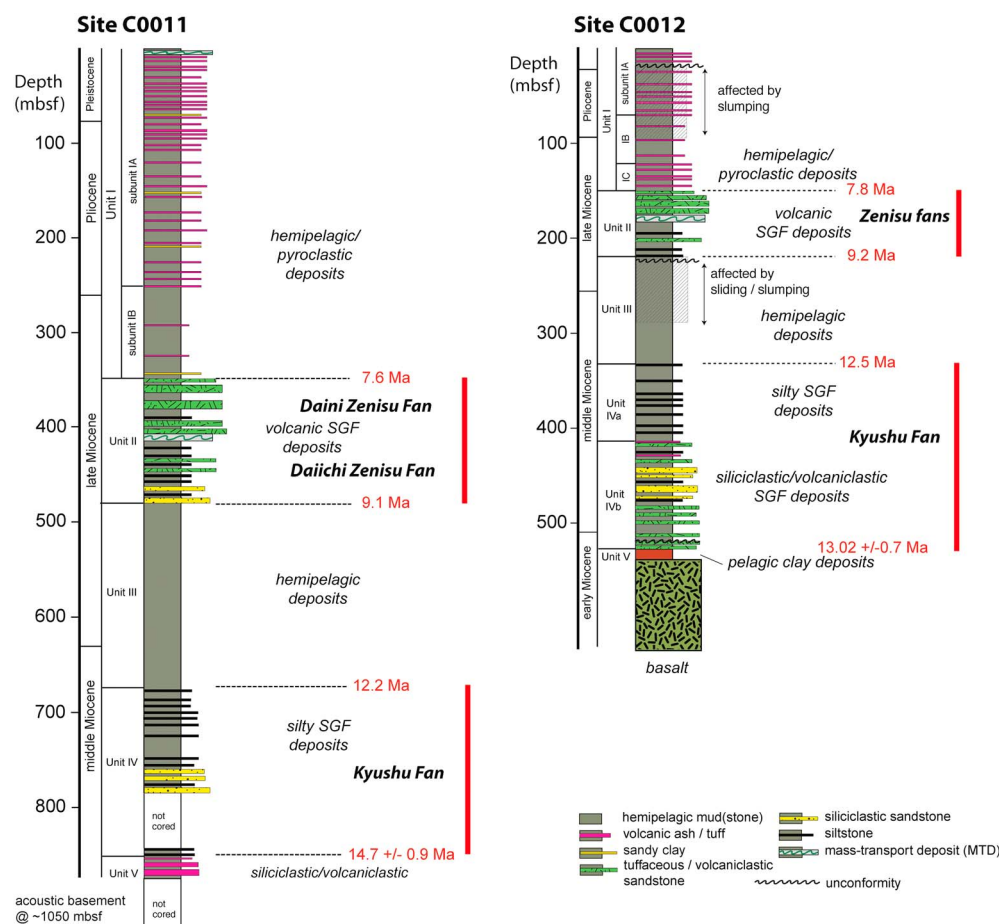 Site C0011
Depth
(mbsf)
100
200
300
400
500
600
700
800
acoustic basement
@ ~1050 mbsf
Pleistocene
Pliocene
late Miocene
middle Miocene
Unit I
subunit IA
subunit IB
Unit II
Unit III
Unit IV
Unit V
hemipelagic/
pyroclastic
deposits
7.6 Ma
Daini Zenisu Fan
volcanic SGF
deposits
Daiichi Zenisu Fan
9.1 Ma
hemipelagic
deposits
12.2 Ma
silty SGF
deposits
Kyushu Fan
not
cored
14.7 +/- 0.9 Ma
siliciclastic/volcaniclastic
not
cored
Site C0012
Depth
(mbsf)
100
200
300
400
500
Pliocene
late Miocene
middle Miocene
early Miocene
Unit I
subunit IA
IB
IC
Unit II
Unit III
Unit
IVa
Unit
IVb
Unit V
affected by
slumping
hemipelagic/
pyroclastic deposits
7.8 Ma
volcanic
SGF deposits
Zenisu fans
9.2 Ma
affected by
sliding / slumping
hemipelagic
deposits
12.5 Ma
silty SGF
deposits
Kyushu Fan
siliciclastic/volcaniclastic
SGF deposits
13.02 +/-0.7 Ma
pelagic clay deposits
basalt
hemipelagic mud(stone)
volcanic ash / tuff
sandy clay
tuffaceous / volcaniclastic
sandstone
siliciclastic sandstone
siltstone
mass-transport deposit (MTD)
unconformity